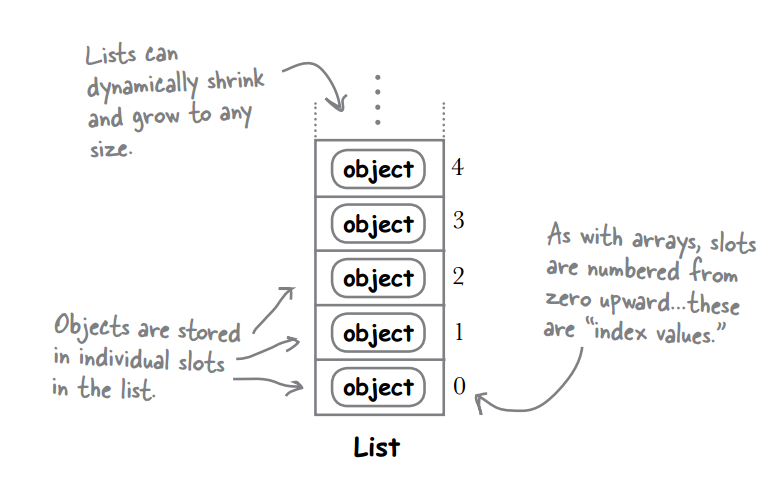 Lists can
dynamically shrink
and grow to any
size.
object 4
object 3
object 2
object 1
object 0
As with arrays, slots
are numbered from
zero upward...these
are “index values.”
Objects are stored
in individual slots
in the list.
List